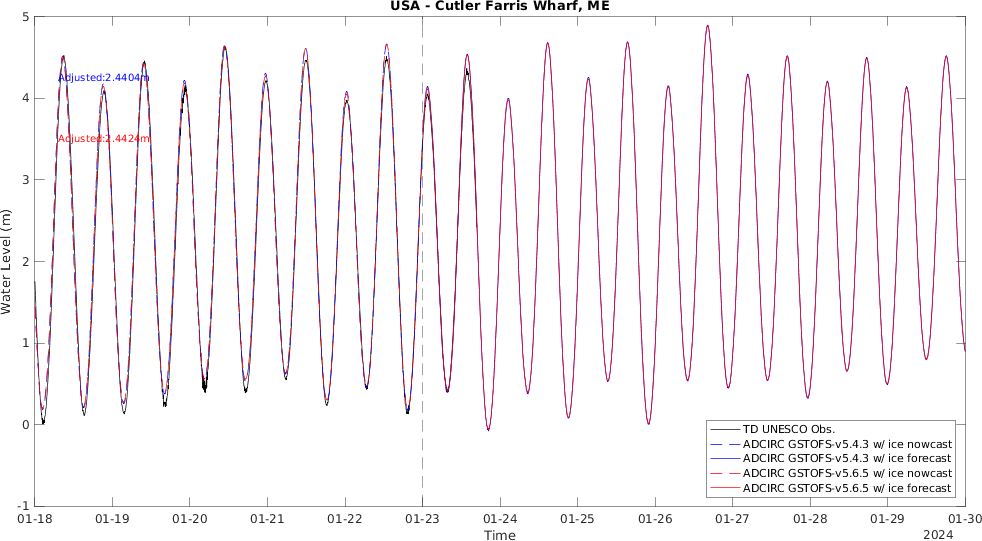 USA - Cutler Farris Wharf, ME
5
4
3
2
1
0
-1
Water Level (m)
Adjusted:2.4404m
Adjusted:2.4424m
TD UNESCO Obs.
ADCIRC GSTOFS-v5.4.3 w/ ice nowcast
ADCIRC GSTOFS-v5.4.3 w/ ice forecast
ADCIRC GSTOFS-v5.6.5 w/ ice nowcast
ADCIRC GSTOFS-v5.6.5 w/ ice forecast
01-18 01-19 01-20 01-21 01-22 01-23 01-24 01-25 01-26 01-27 01-28 01-29 01-30
Time
2024